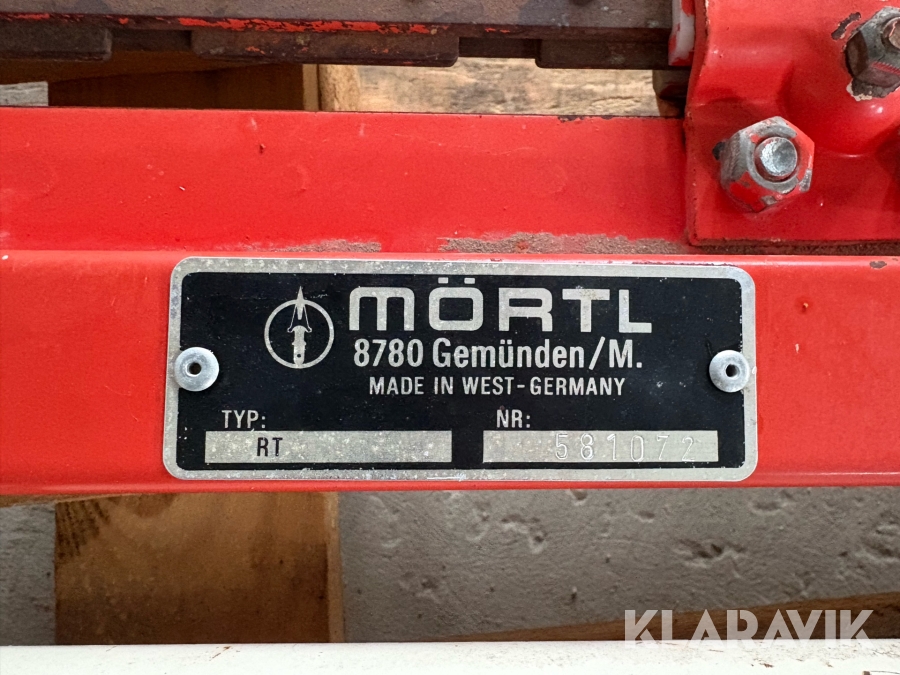 MÖRTL
8780 Gemünden/M.
MADE IN WEST-GERMANY
TYP: NR:
RT 581072
KLARAVIK